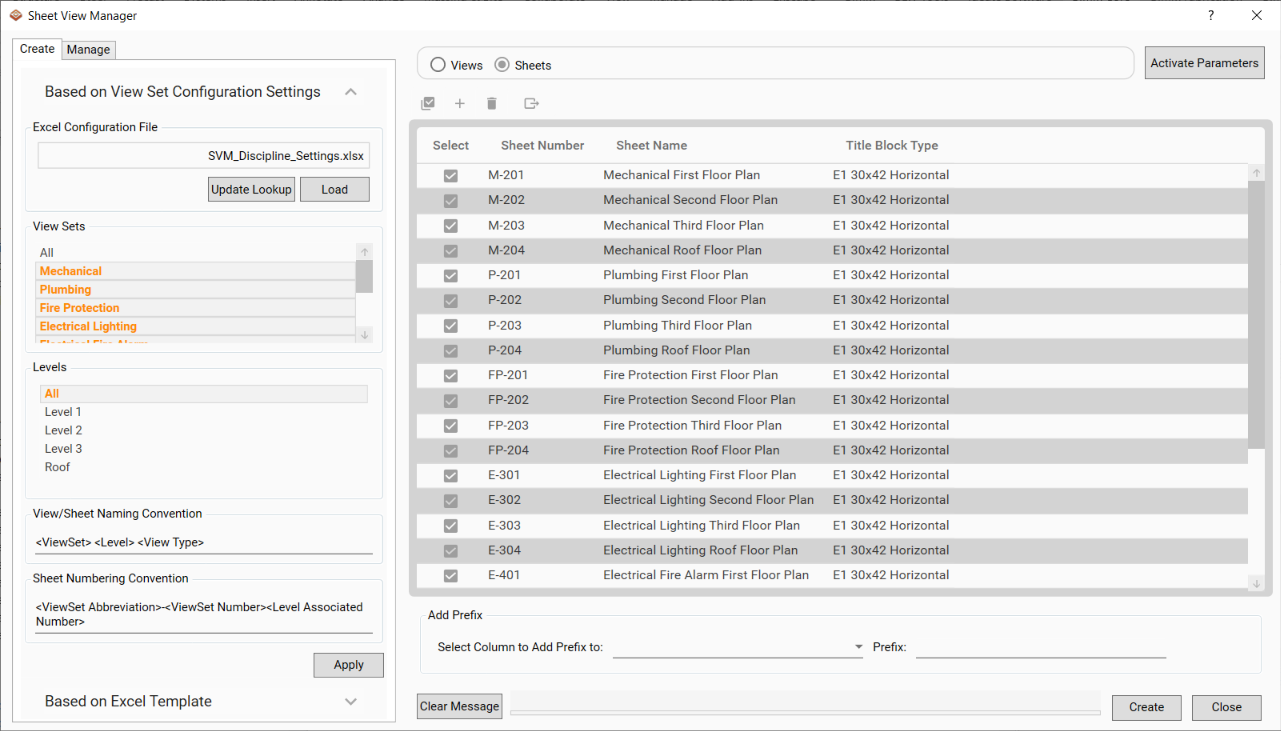 Sheet View Manager
?
Create Manage
Based on View Set Configuration Settings
Excel Configuration File
SVM_Discipline_Settings.xlsx
Update Lookup Load
View Sets
All
Mechanical
Plumbing
Fire Protection
Electrical Lighting
Electrical Fire Alarm
Levels
All
Level 1
Level 2
Level 3
Roof
View/Sheet Naming Convention
<ViewSet> <Level> <View Type>
Sheet Numbering Convention
<ViewSet Abbreviation>-<ViewSet Number><Level Associated
Number>
Apply
Based on Excel Template
Views Sheets
Activate Parameters
Select Sheet Number Sheet Name Title Block Type
M-201 Mechanical First Floor Plan E1 30x42 Horizontal
M-202 Mechanical Second Floor Plan E1 30x42 Horizontal
M-203 Mechanical Third Floor Plan E1 30x42 Horizontal
M-204 Mechanical Roof Floor Plan E1 30x42 Horizontal
P-201 Plumbing First Floor Plan E1 30x42 Horizontal
P-202 Plumbing Second Floor Plan E1 30x42 Horizontal
P-203 Plumbing Third Floor Plan E1 30x42 Horizontal
P-204 Plumbing Roof Floor Plan E1 30x42 Horizontal
FP-201 Fire Protection First Floor Plan E1 30x42 Horizontal
FP-202 Fire Protection Second Floor Plan E1 30x42 Horizontal
FP-203 Fire Protection Third Floor Plan E1 30x42 Horizontal
FP-204 Fire Protection Roof Floor Plan E1 30x42 Horizontal
E-301 Electrical Lighting First Floor Plan E1 30x42 Horizontal
E-302 Electrical Lighting Second Floor Plan E1 30x42 Horizontal
E-303 Electrical Lighting Third Floor Plan E1 30x42 Horizontal
E-304 Electrical Lighting Roof Floor Plan E1 30x42 Horizontal
E-401 Electrical Fire Alarm First Floor Plan E1 30x42 Horizontal
Add Prefix
Select Column to Add Prefix to: Prefix:
Clear Message Create Close